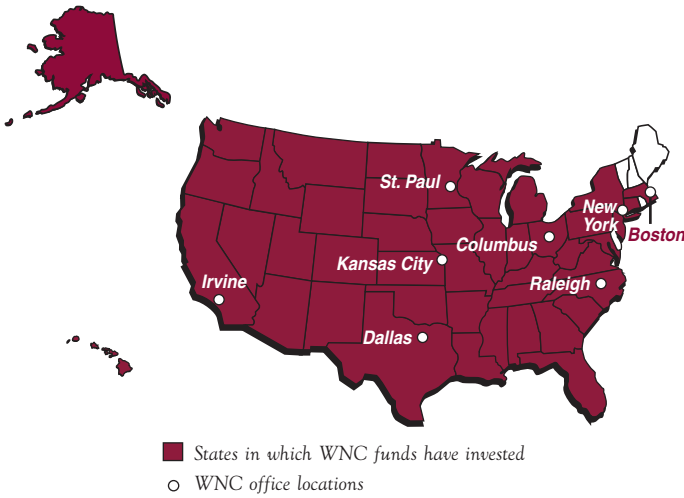 St. Paul
New
York
Boston
Columbus
Kansas City
Irvine
Raleigh
Dallas
States in which WNC funds have invested
WNC office locations